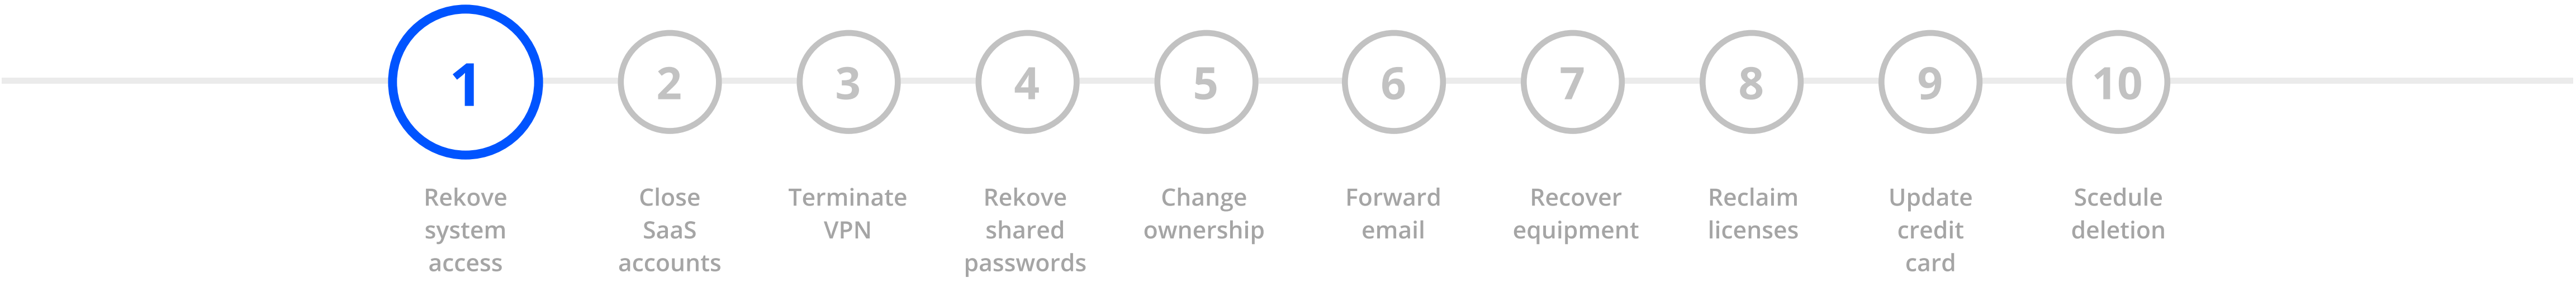 1
2
3
4
5
6
7
8
9
10
Rekove
system
access
Close
SaaS
accounts
Terminate
VPN
Rekove
shared
passwords
Change
ownership
Forward
email
Recover
equipment
Reclaim
licenses
Update
credit
card
Scedule
deletion